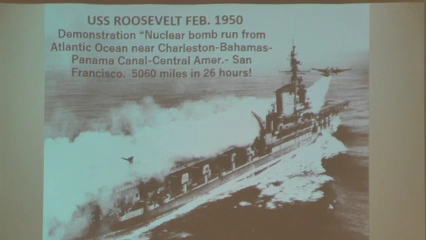 USS ROOSEVELT FEB. 1950
Demonstration "Nuclear bomb run from
Atlantic Ocean near Charleston-Bahamas-
Panama Canal-Central Amer.- San
Francisco. 5060 miles in 26 hours!